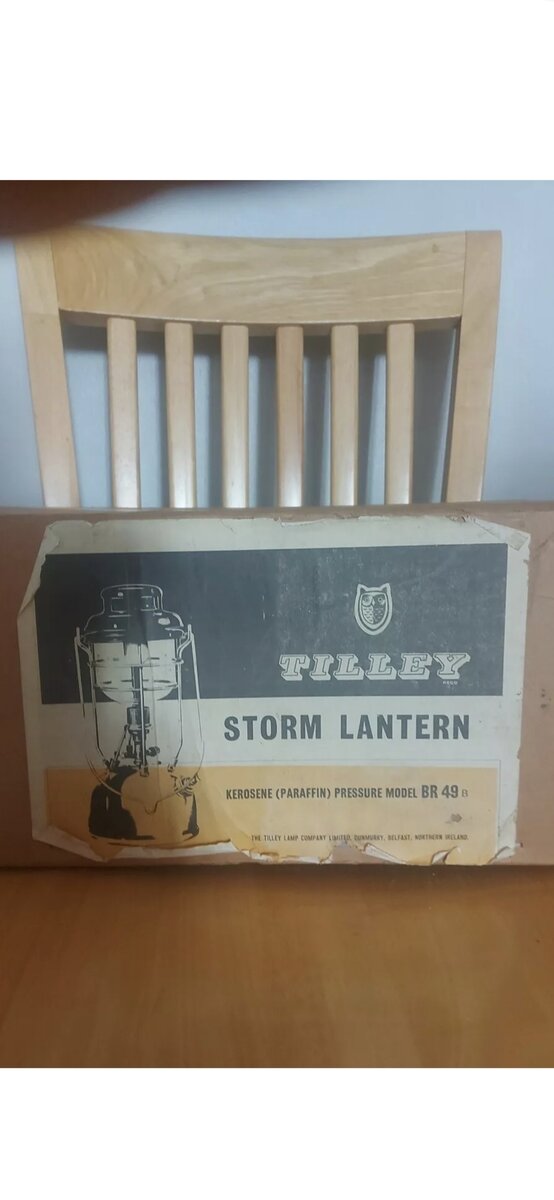 TILLEY
REGD
STORM LANTERN
KEROSENE (PARAFFIN) PRESSURE MODEL BR 49 B
THE TILLEY LAMP COMPANY LIMITED, DUNMURRY, BELFAST, NORTHERN IRELAND.